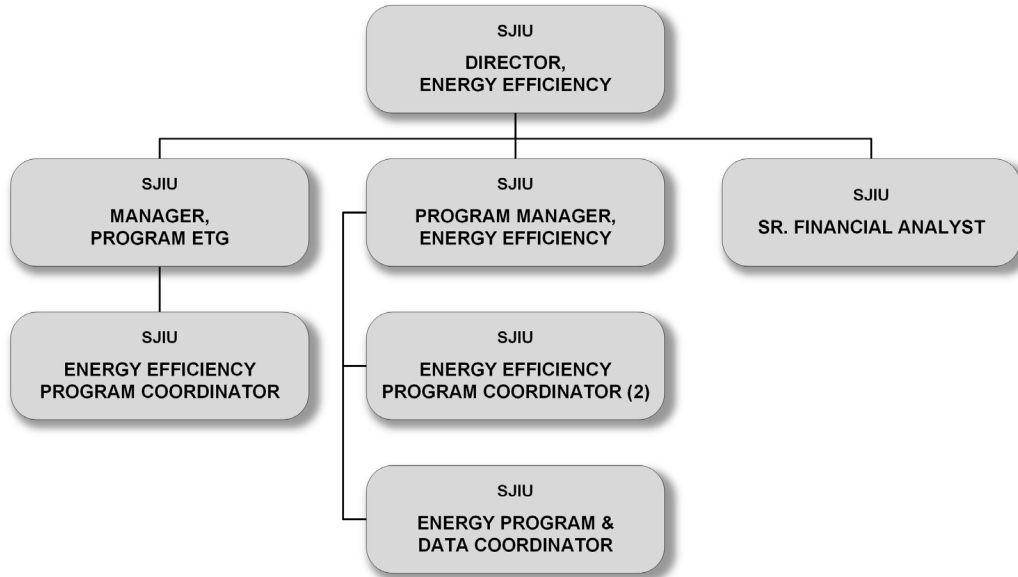 SJIU
DIRECTOR,
ENERGY EFFICIENCY
SJIU
MANAGER,
PROGRAM ETG
SJIU
PROGRAM MANAGER,
ENERGY EFFICIENCY
SJIU
SR. FINANCIAL ANALYST
SJIU
ENERGY EFFICIENCY
PROGRAM COORDINATOR
SJIU
ENERGY EFFICIENCY
PROGRAM COORDINATOR (2)
SJIU
ENERGY PROGRAM &
DATA COORDINATOR